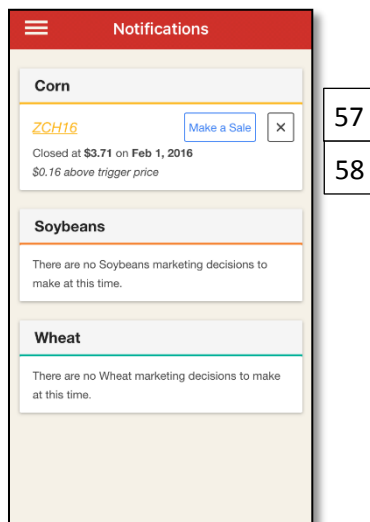 Notifications
Corn
ZCH16 Make a Sale ×
Closed at $3.71 on Feb 1, 2016
$0.16 above trigger price
57
58
Soybeans
There are no Soybeans marketing decisions to
make at this time.
Wheat
There are no Wheat marketing decisions to make
at this time.